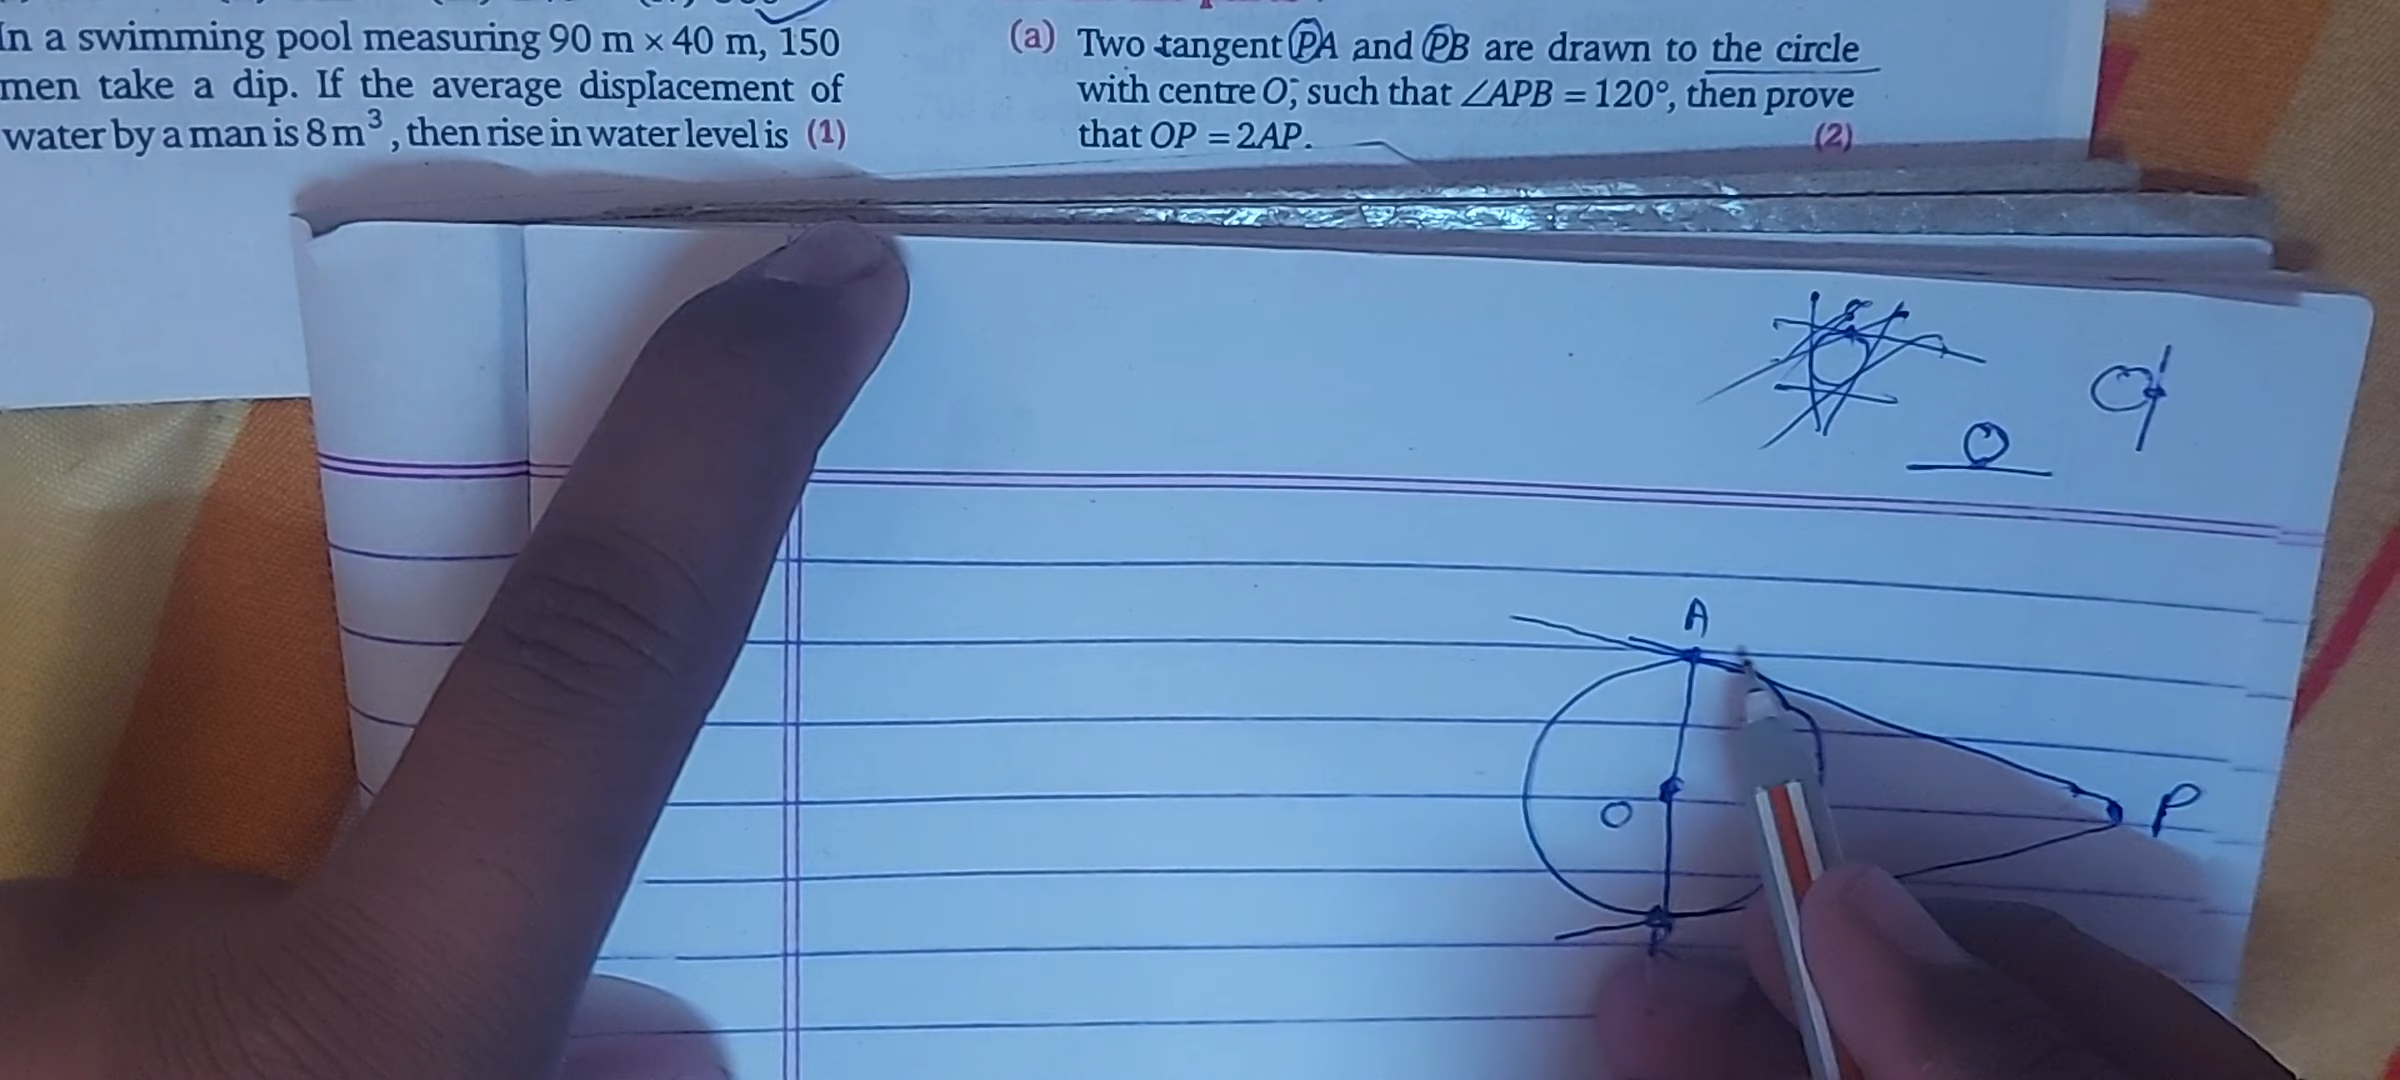 In a swimming pool measuring 90 m × 40 m, 150
men take a dip. If the average displacement of
water by a man is 8 m³, then rise in water level is (1)
(a) Two tangent PA and PB are drawn to the circle
with centre O, such that ∠APB = 120°, then prove
that OP = 2AP.
(2)
A
O
P